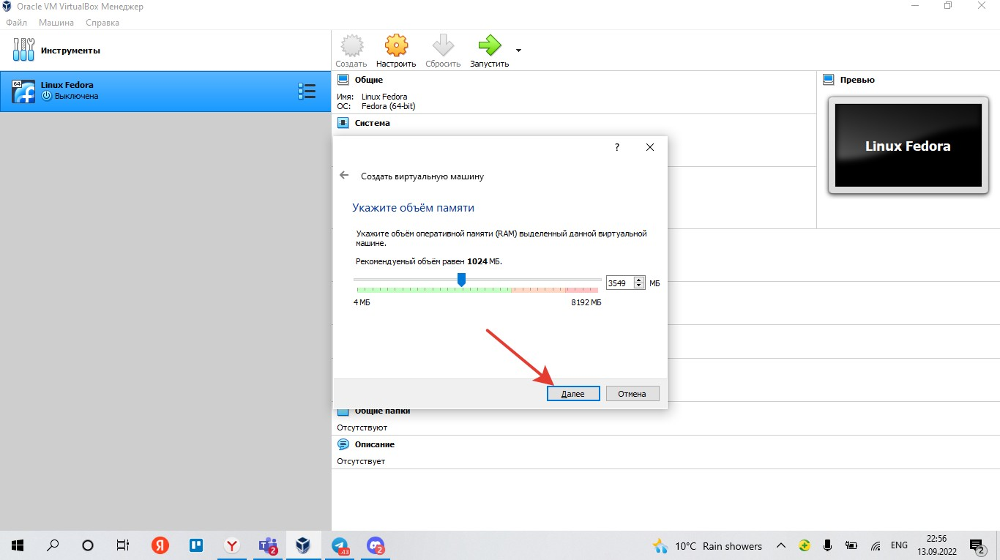 Oracle VM VirtualBox Менеджер
Файл Машина Справка
Инструменты
Создать Настроить Сбросить Запустить
64
Linux Fedora
Выключена
Общие
Имя: Linux Fedora
ОС: Fedora (64-bit)
Система
Превью
Linux Fedora
?
Создать виртуальную машину
Укажите объём памяти
Укажите объём оперативной памяти (RAM) выделенный данной виртуальной
машине.
Рекомендуемый объём равен 1024 МБ.
3549 МБ
4 МБ 8192 МБ
Далее Отмена
Общие папки
Отсутствуют
Описание
Отсутствует
Я Y 2 43 2
10°C Rain showers
ENG
22:56
13.09.2022
2